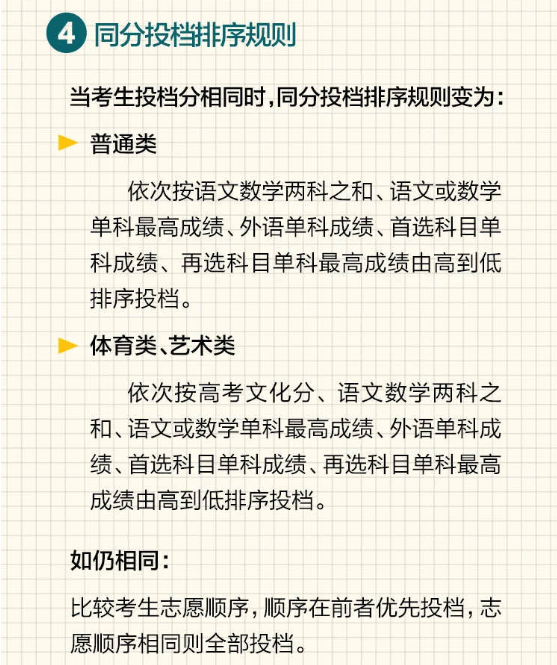 4 同分投档排序规则
当考生投档分相同时,同分投档排序规则变为:
普通类
依次按语文数学两科之和、语文或数学
单科最高成绩、外语单科成绩、首选科目单
科成绩、再选科目单科最高成绩由高到低
排序投档。
体育类、艺术类
依次按高考文化分、语文数学两科之
和、语文或数学单科最高成绩、外语单科成
绩、首选科目单科成绩、再选科目单科最高
成绩由高到低排序投档。
如仍相同:
比较考生志愿顺序,顺序在前者优先投档,志
愿顺序相同则全部投档。